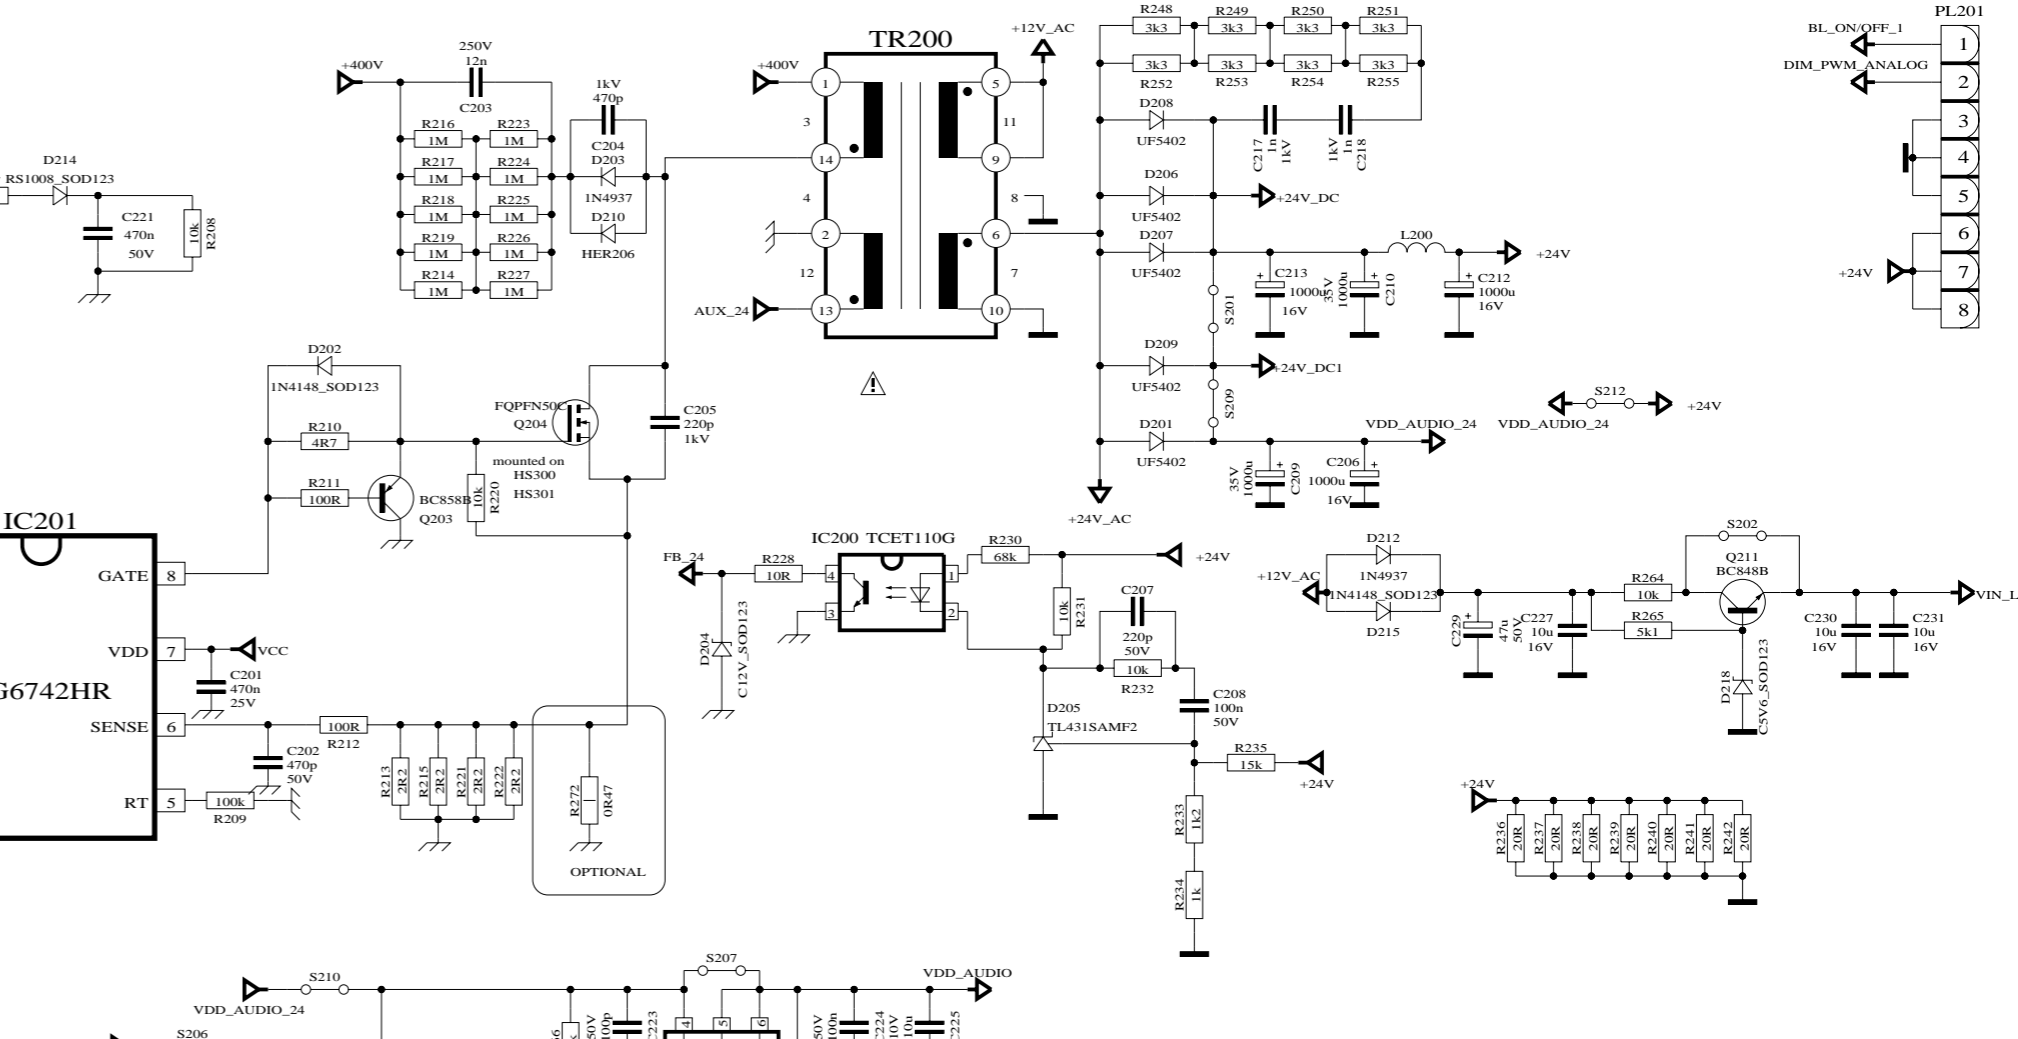 TR200
+400V
1
3
14
4
2
12
AUX_24
13
+12V_AC
5
11
9
8
6
7
10
250V
12n
C203
+400V
R216
1M
R223
1M
R217
1M
R224
1M
R218
1M
R225
1M
R219
1M
R226
1M
R214
1M
R227
1M
1kV
470p
C204
D203
1N4937
D210
HER206
D214
RS1008_SOD123
C221
470n
50V
10k
R208
R248
3k3
R249
3k3
R250
3k3
R251
3k3
3k3
R252
3k3
R253
3k3
R254
3k3
R255
D208
UF5402
C217
1n
1kV
1kV
1n
C218
D206
UF5402
+24V_DC
D207
UF5402
L200
+24V
C213
1000u
16V
35V
1000u
C210
C212
1000u
16V
S201
D209
UF5402
+24V_DC1
S209
D201
UF5402
VDD_AUDIO_24
35V
1000u
C209
C206
1000u
16V
+24V_AC
PL201
BL_ON/OFF_1
DIM_PWM_ANALOG
1
2
3
4
5
6
7
8
+24V
S212
+24V
VDD_AUDIO_24
D202
1N4148_SOD123
R210
4R7
R211
100R
BC858B
Q203
FQPFN50C
Q204
mounted on
HS300
HS301
10k
R220
C205
220p
1kV
IC201
GATE
8
VDD
7
VCC
G6742HR
C201
470n
25V
SENSE
6
100R
R212
C202
470p
50V
RT
5
100k
R209
R213
2R2
R215
2R2
R221
2R2
R222
2R2
R272
0R47
OPTIONAL
IC200 TCET110G
FB_24
R228
10R
4
3
1
2
D204
C12V_SOD123
R230
68k
+24V
10k
R231
C207
220p
50V
10k
R232
C208
100n
50V
D205
TL431SAMF2
R235
15k
+24V
R233
1k2
R234
1k
D212
1N4937
+12V_AC
1N4148_SOD123
D215
C229
47u
50V
C227
10u
16V
R264
10k
R265
5k1
S202
Q211
BC848B
D218
C5V6_SOD123
C230
10u
16V
C231
10u
16V
VIN_L
+24V
R236
20R
R237
20R
R238
20R
R239
20R
R240
20R
R241
20R
R242
20R
S210
VDD_AUDIO_24
S206
S207
VDD_AUDIO
50V
100p
C223
4
5
6
50V
100n
C224
10V
10u
C225